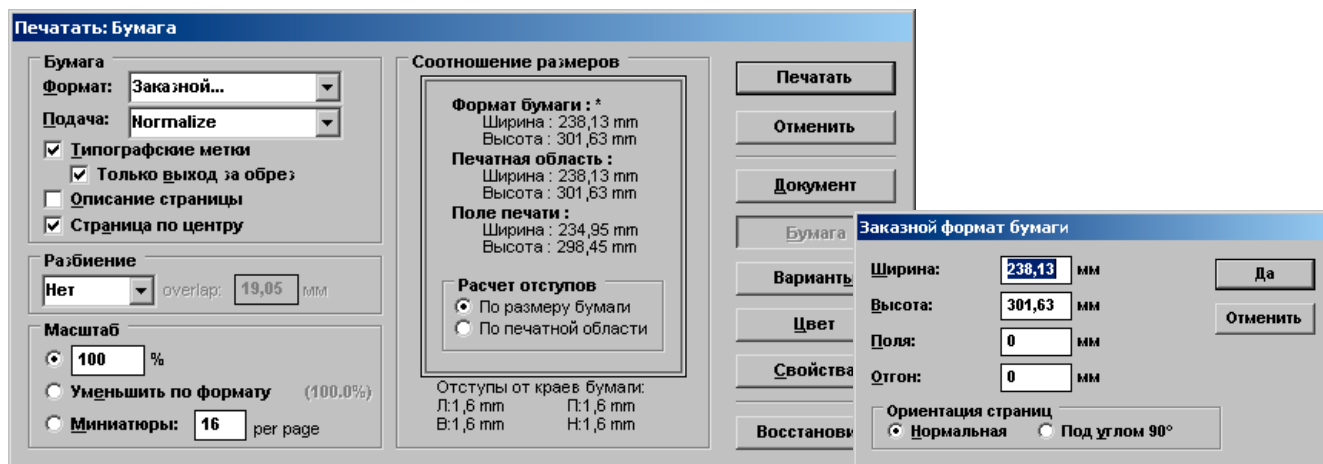 Печатать: Бумага
Бумага
Формат: Заказной...
Подача: Normalize
Типографские метки
Только выход за обрез
Описание страницы
Страница по центру
Разбиение
Нет overlap: 19,05 мм
Масштаб
100 %
Уменьшить по формату (100.0%)
Миниатюры: 16 per page
Соотношение размеров
Формат бумаги : *
Ширина : 238,13 mm
Высота : 301,63 mm
Печатная область :
Ширина : 238,13 mm
Высота : 301,63 mm
Поле печати :
Ширина : 234,95 mm
Высота : 298,45 mm
Расчет отступов
По размеру бумаги
По печатной области
Отступы от краев бумаги:
Л:1,6 mm П:1,6 mm
В:1,6 mm Н:1,6 mm
Печатать
Отменить
Документ
Бумага
Варианты
Цвет
Свойства
Восстанови
Заказной формат бумаги
Ширина: 238,13 мм
Высота: 301,63 мм
Поля: 0 мм
Отгон: 0 мм
Ориентация страниц
Нормальная Под углом 90°
Да
Отменить